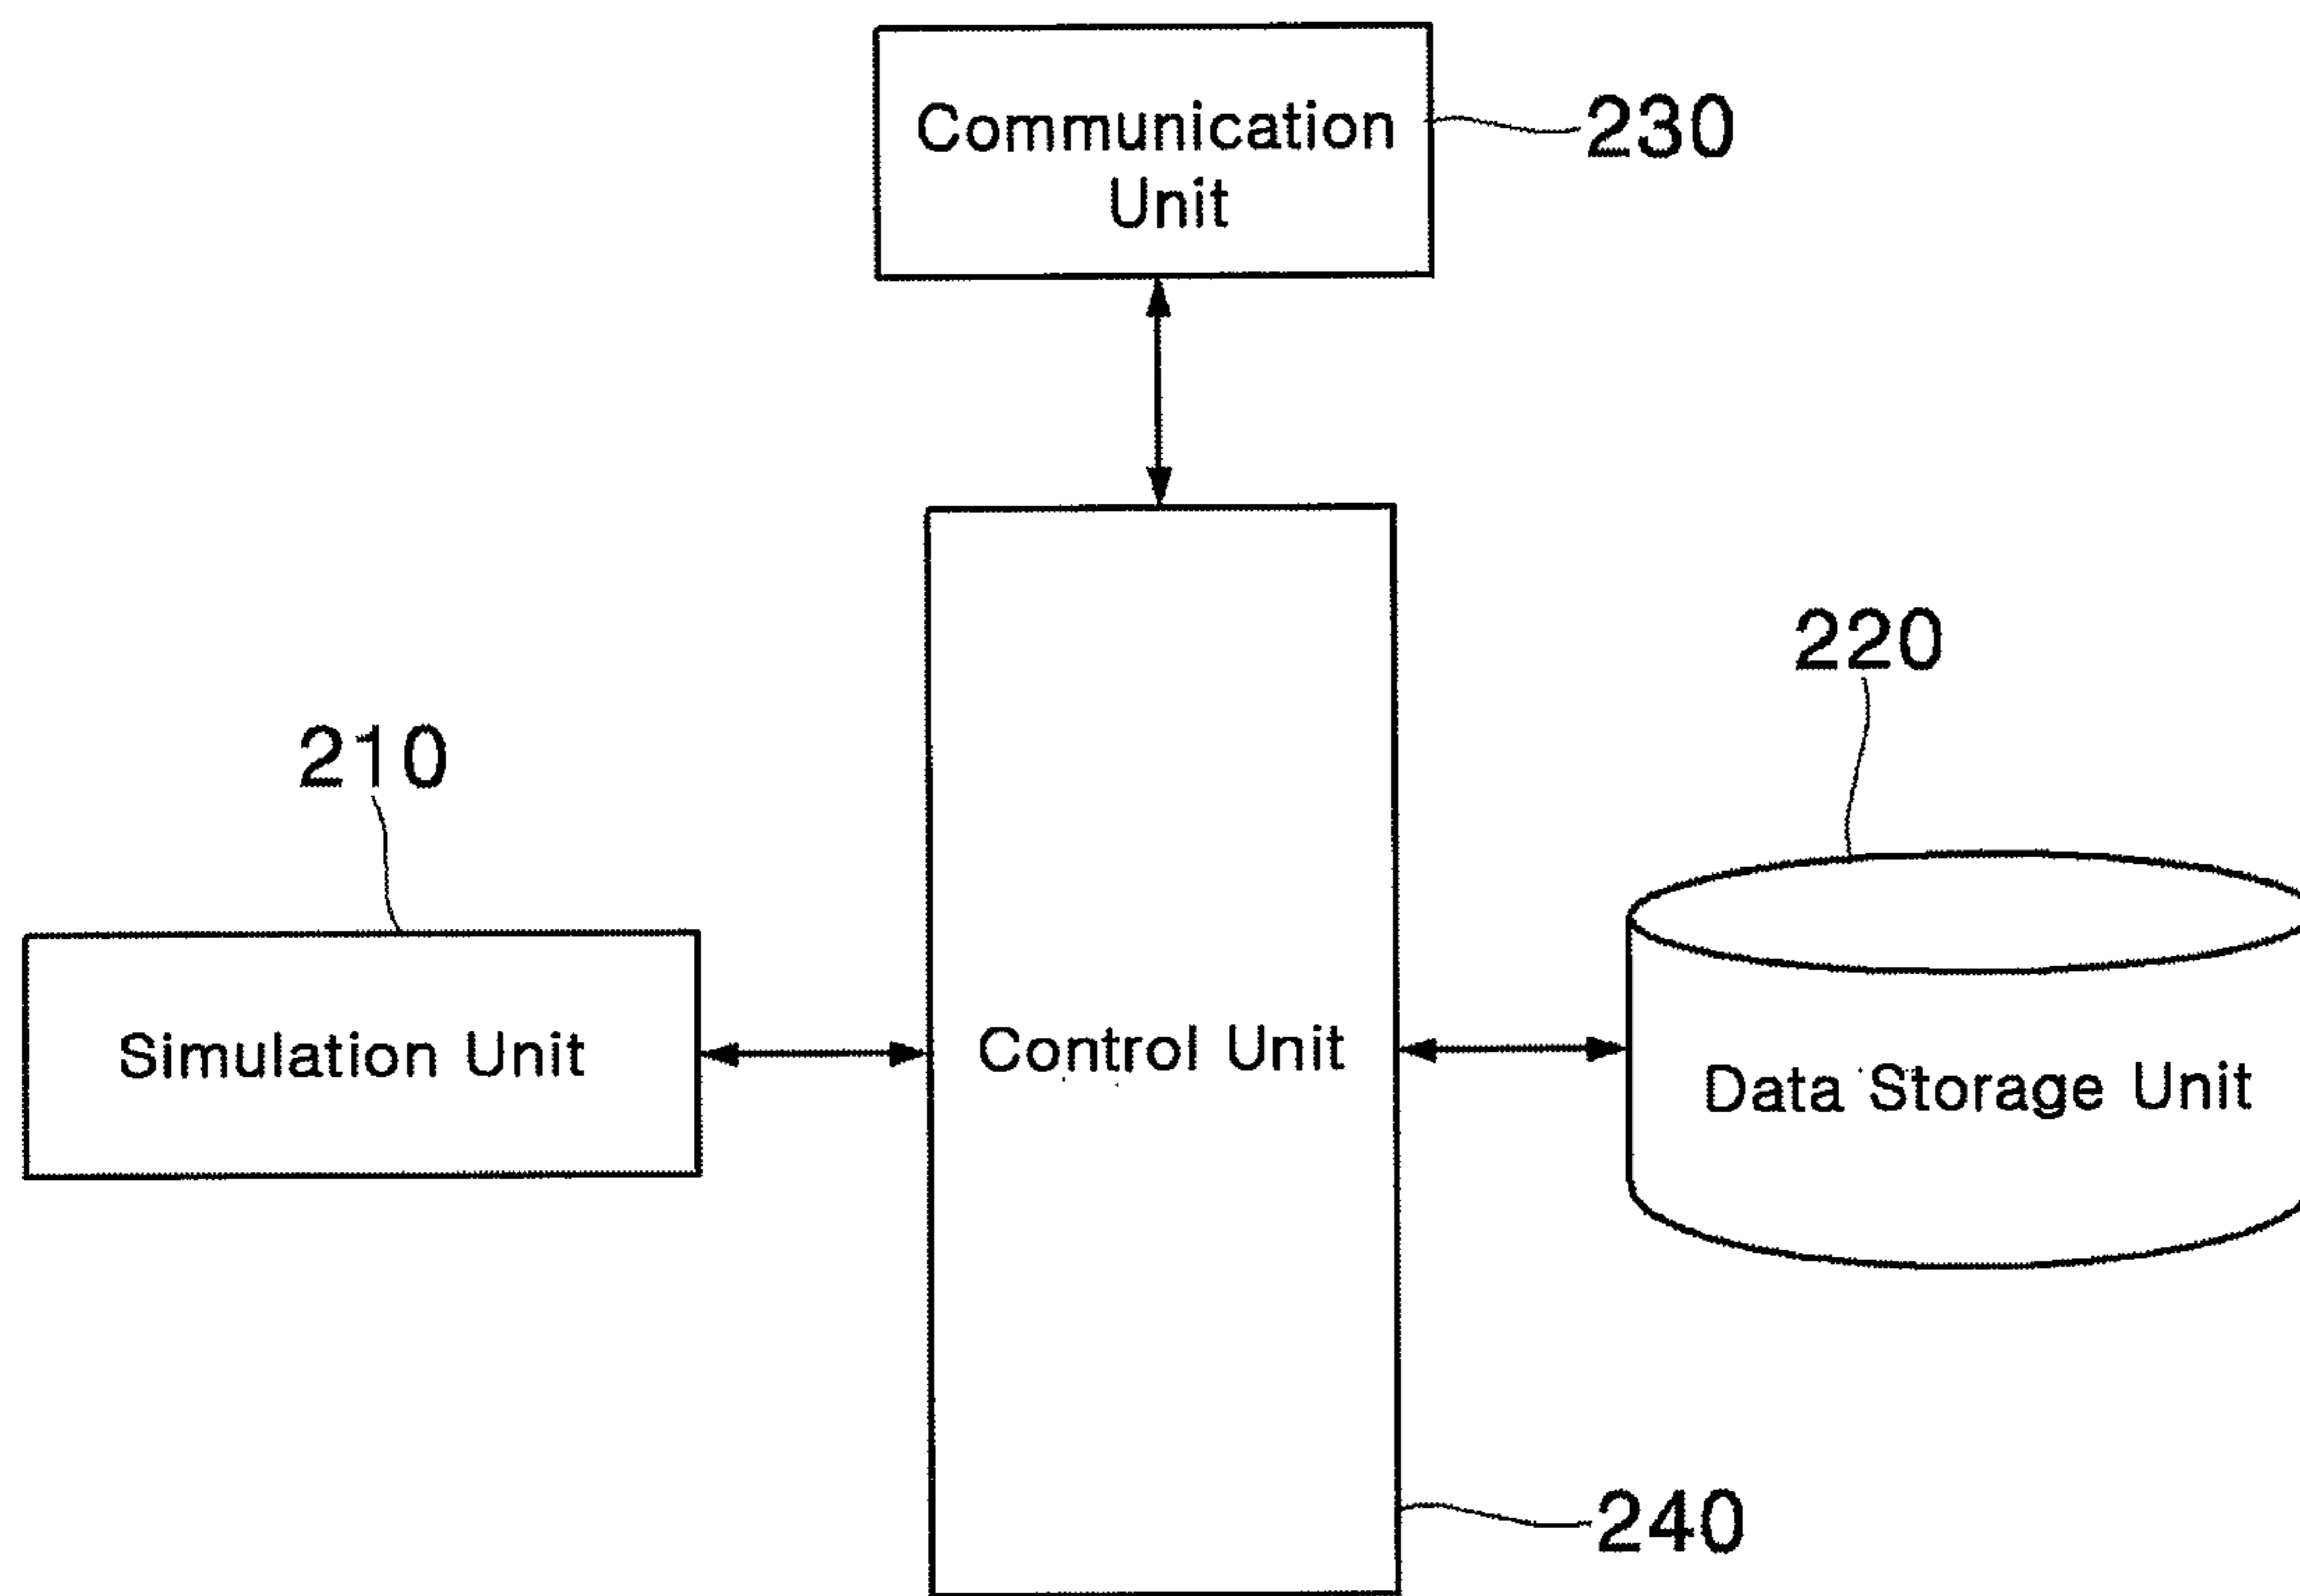 Communication
Unit
230
220
210
Simulation Unit
Control Unit
Data Storage Unit
240